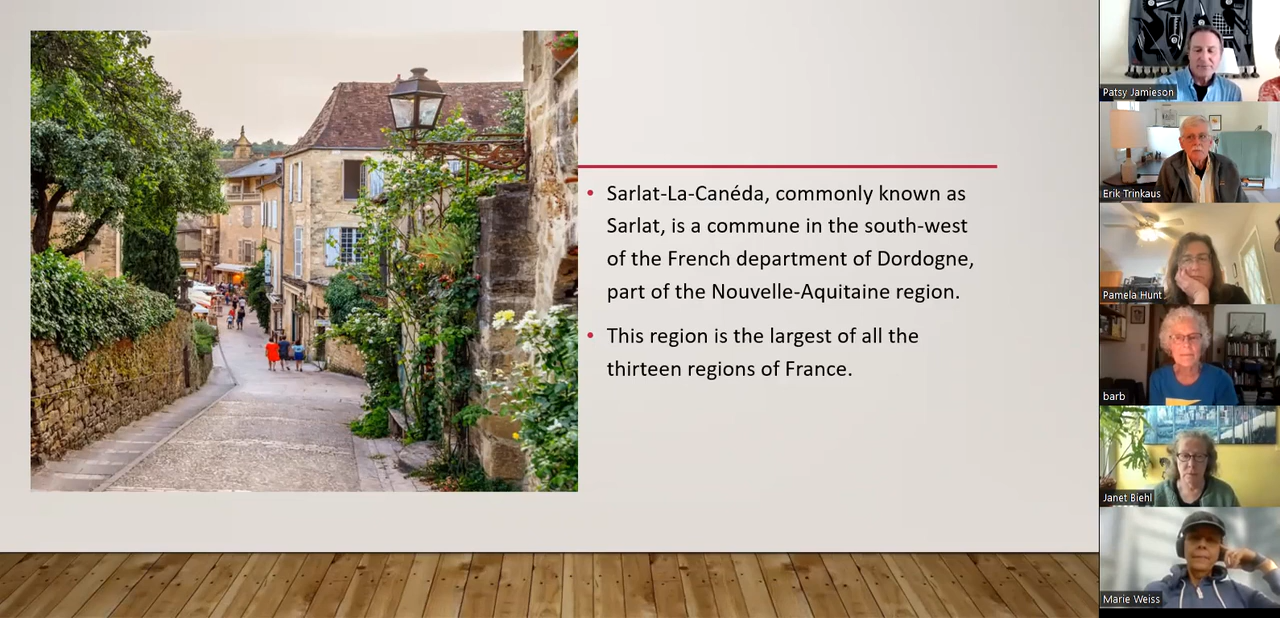 Sarlat-La-Canéda, commonly known as
Sarlat, is a commune in the south-west
of the French department of Dordogne,
part of the Nouvelle-Aquitaine region.
This region is the largest of all the
thirteen regions of France.
Patsy Jamieson
Erik Trinkaus
Pamela Hunt
barb
Janet Biehl
Marie Weiss